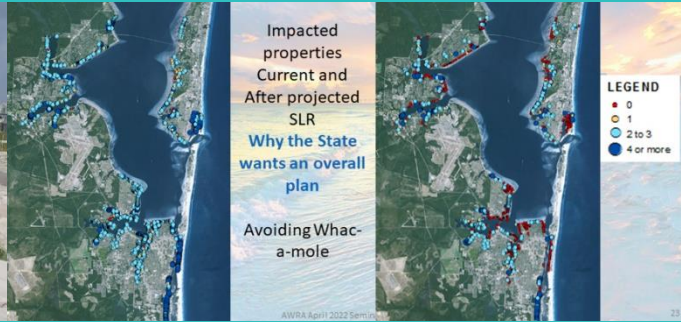 Impacted
properties
Current and
After projected
SLR
Why the State
wants an overall
plan
Avoiding Whac-
a-mole
LEGEND
0
1
2 to 3
4 or more
AWRA April 2022 Semin
23